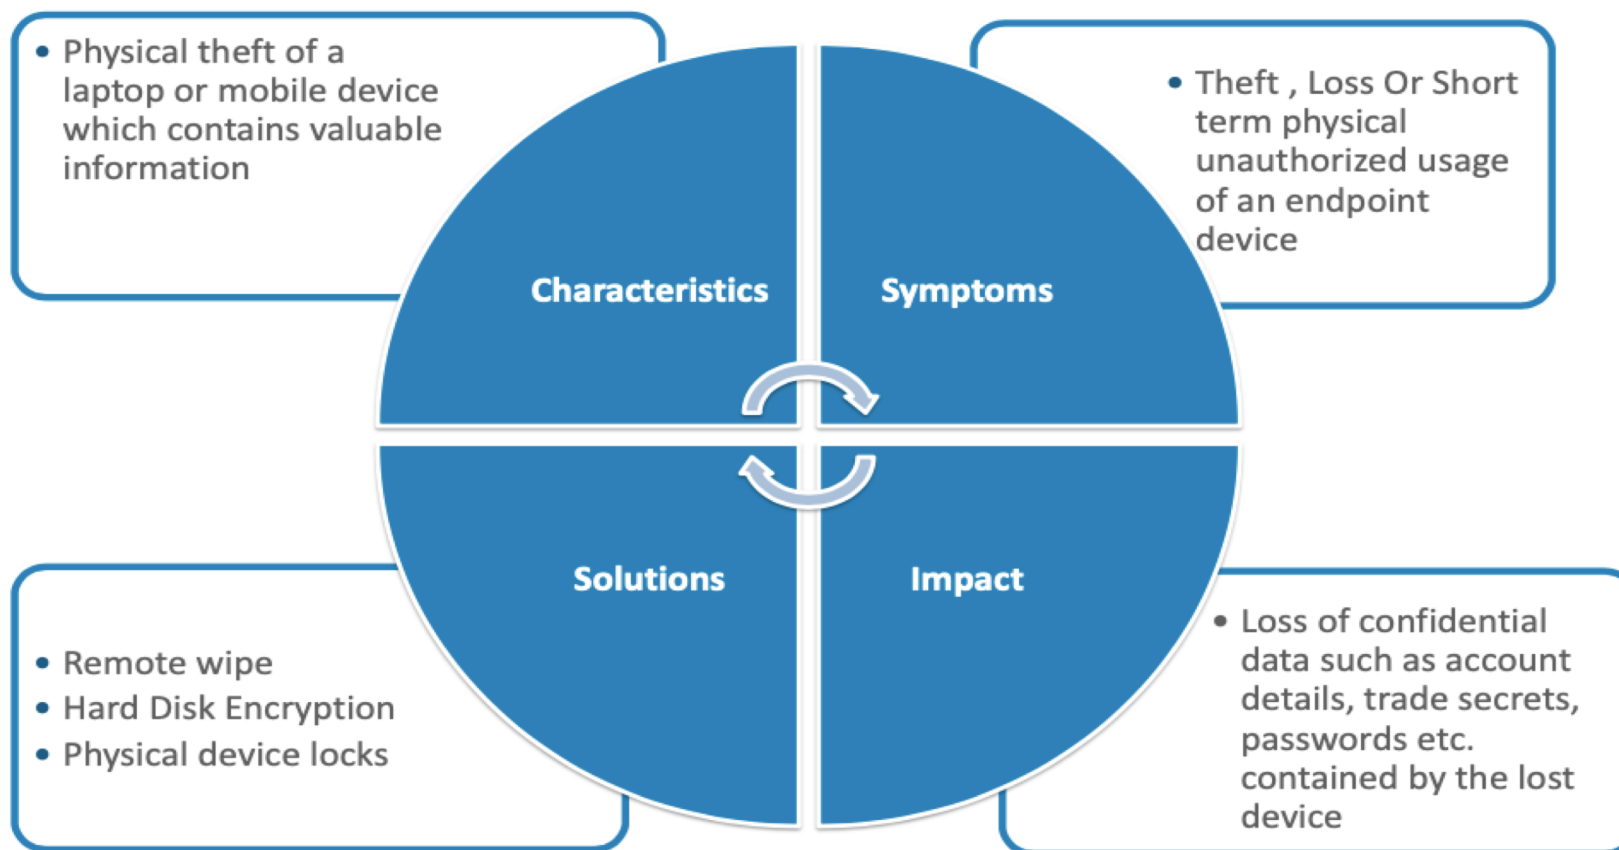 • Physical theft of a
laptop or mobile device
which contains valuable
information
• Theft , Loss Or Short
term physical
unauthorized usage
of an endpoint
device
Characteristics
Symptoms
Solutions
Impact
• Remote wipe
• Hard Disk Encryption
• Physical device locks
• Loss of confidential
data such as account
details, trade secrets,
passwords etc.
contained by the lost
device